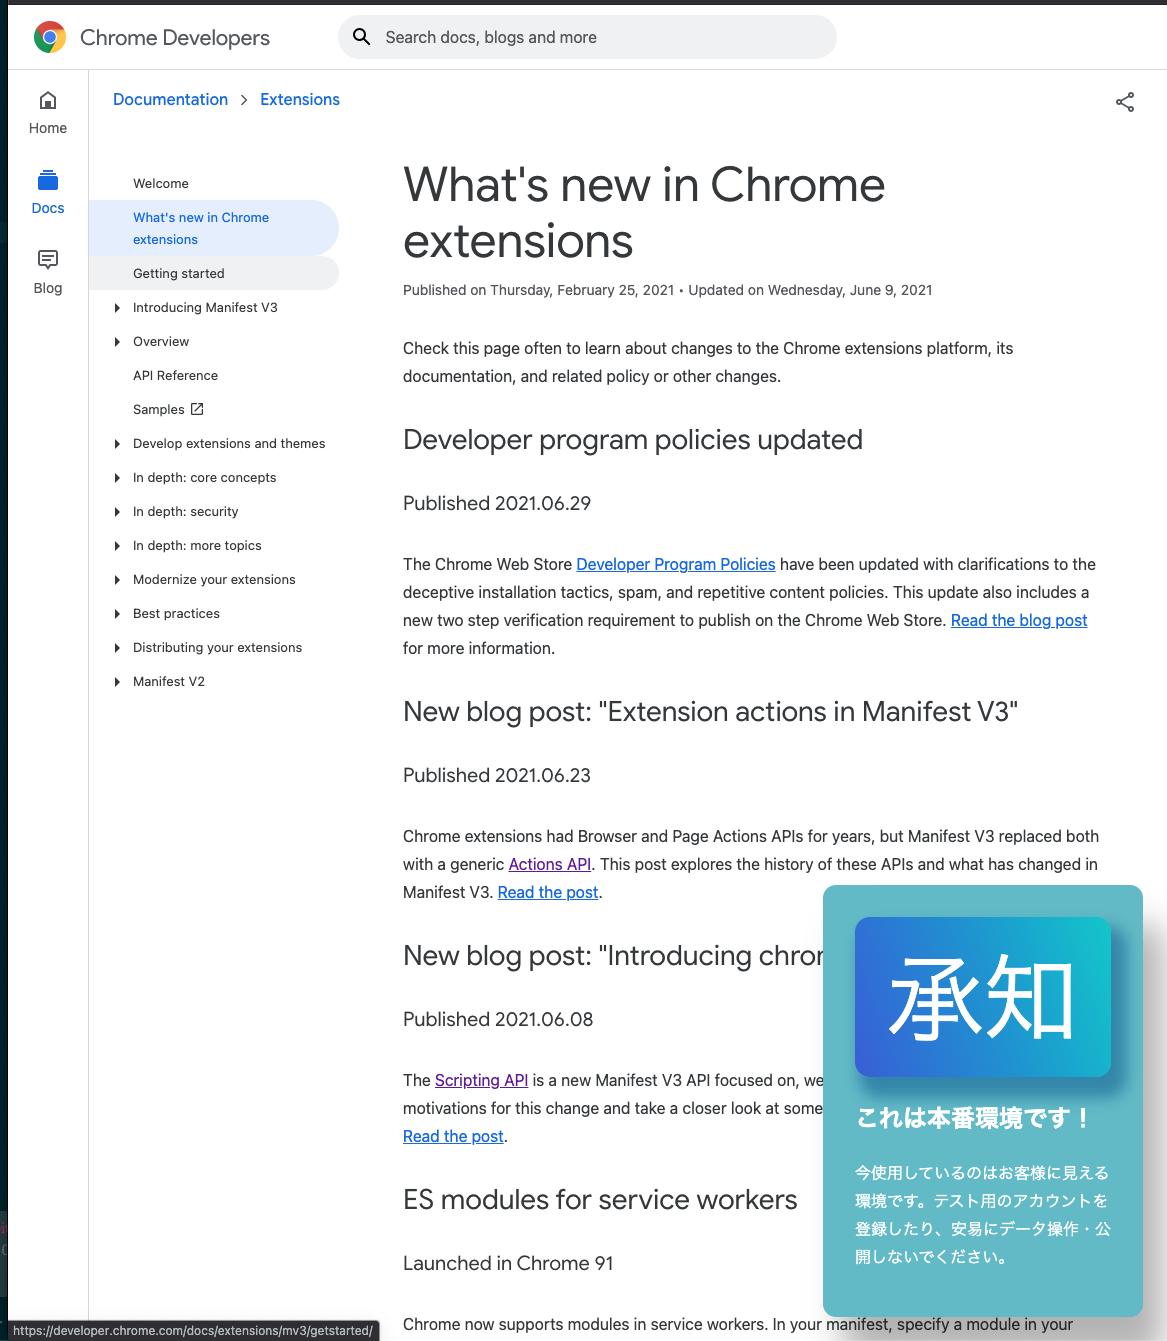 Chrome Developers
Search docs, blogs and more
Home
Docs
Blog
Documentation > Extensions
Welcome
What's new in Chrome
extensions
Getting started
Introducing Manifest V3
Overview
API Reference
Samples
Develop extensions and themes
In depth: core concepts
In depth: security
In depth: more topics
Modernize your extensions
Best practices
Distributing your extensions
Manifest V2
What's new in Chrome
extensions
Published on Thursday, February 25, 2021 • Updated on Wednesday, June 9, 2021
Check this page often to learn about changes to the Chrome extensions platform, its
documentation, and related policy or other changes.
Developer program policies updated
Published 2021.06.29
The Chrome Web Store Developer Program Policies have been updated with clarifications to the
deceptive installation tactics, spam, and repetitive content policies. This update also includes a
new two step verification requirement to publish on the Chrome Web Store. Read the blog post
for more information.
New blog post: "Extension actions in Manifest V3"
Published 2021.06.23
Chrome extensions had Browser and Page Actions APIs for years, but Manifest V3 replaced both
with a generic Actions API. This post explores the history of these APIs and what has changed in
Manifest V3. Read the post.
New blog post: "Introducing chror
Published 2021.06.08
The Scripting API is a new Manifest V3 API focused on, we
motivations for this change and take a closer look at some
Read the post.
ES modules for service workers
Launched in Chrome 91
Chrome now supports modules in service workers. In your manifest, specify a module in your
承知
これは本番環境です！
今使用しているのはお客様に見える
環境です。テスト用のアカウントを
登録したり、安易にデータ操作・公
開しないでください。
https://developer.chrome.com/docs/extensions/mv3/getstarted/